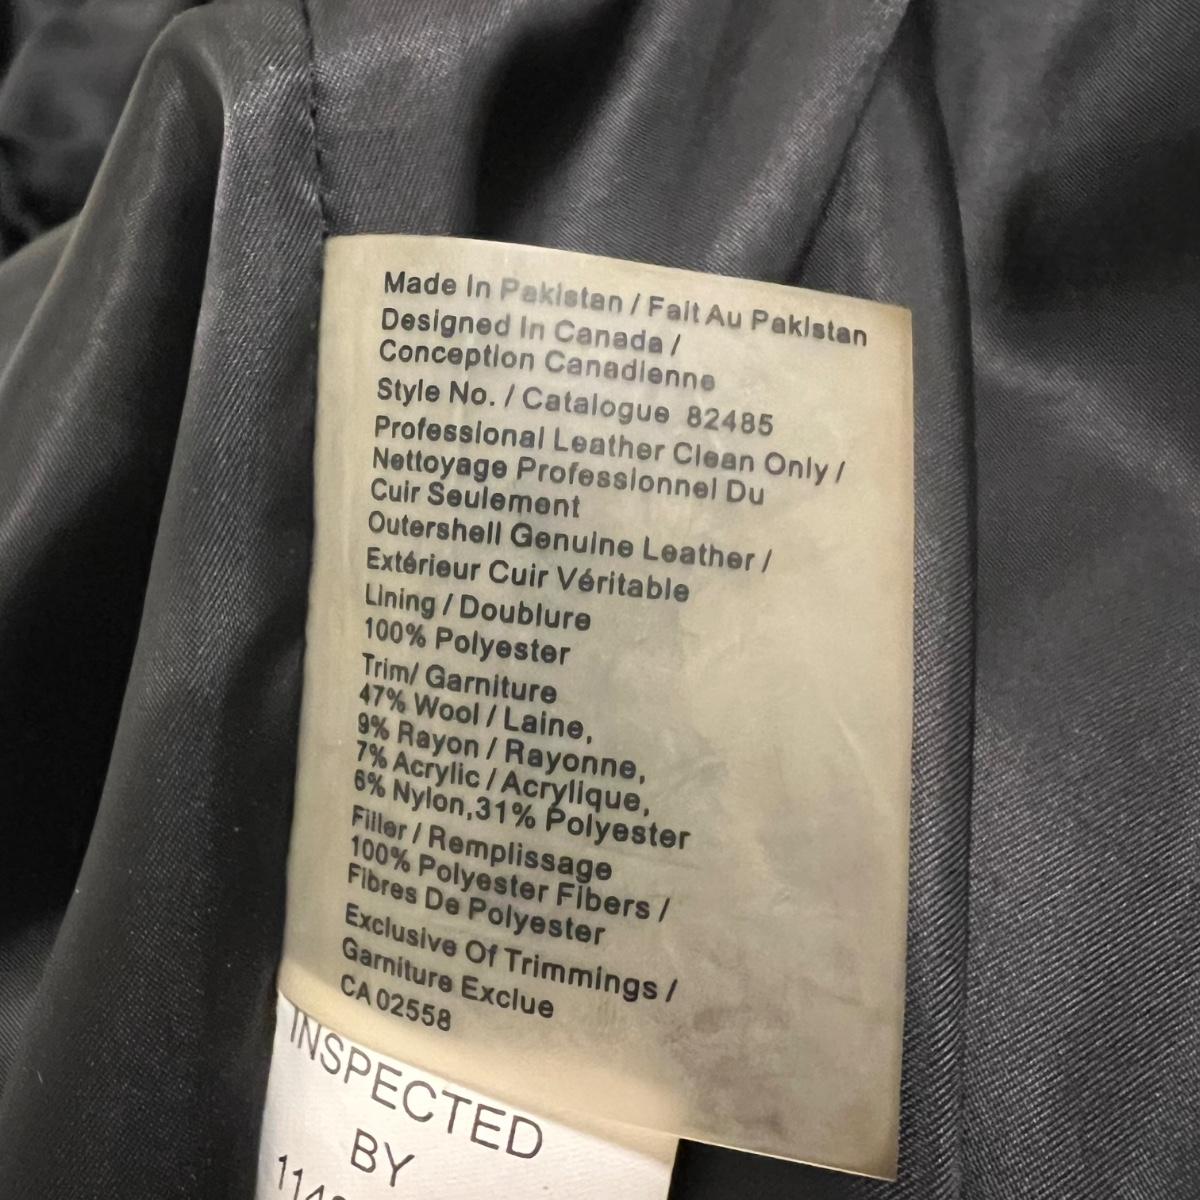 Made In Pakistan / Fait Au Pakistan
Designed In Canada /
Conception Canadienne
Style No. / Catalogue 82485
Professional Leather Clean Only /
Nettoyage Professionnel Du
Cuir Seulement
Outershell Genuine Leather /
Extérieur Cuir Véritable
Lining / Doublure
100% Polyester
Trim/ Garniture
47% Wool / Laine,
9% Rayon / Rayonne,
7% Acrylic / Acrylique,
6% Nylon,31% Polyester
Filler / Remplissage
100% Polyester Fibers /
Fibres De Polyester
Exclusive Of Trimmings /
Garniture Exclue
CA 02558
INSPECTED
BY